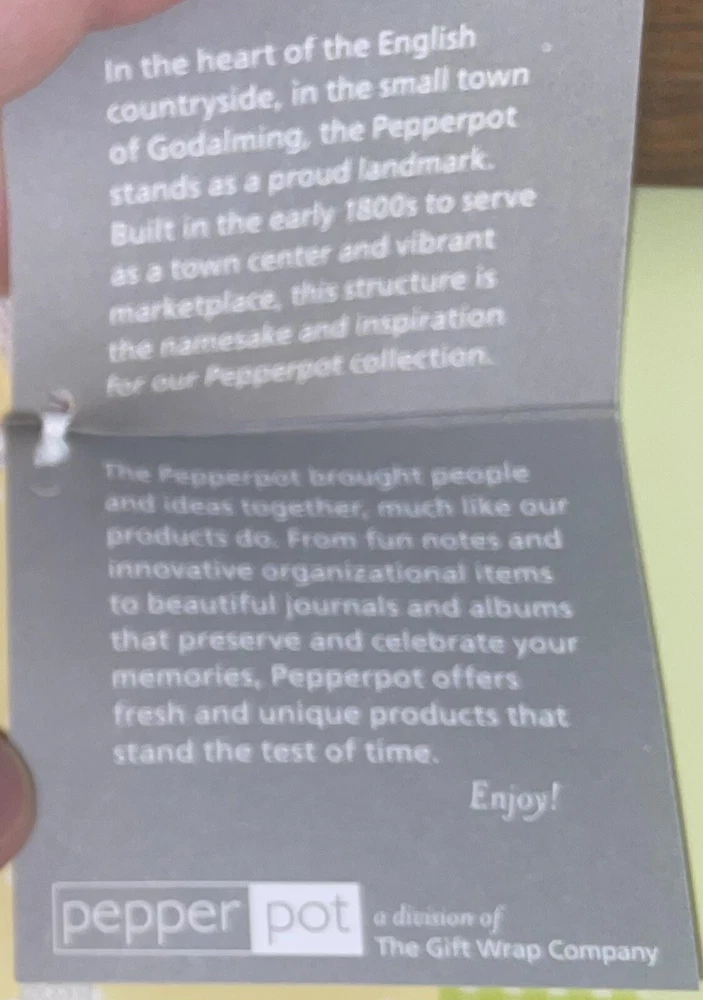 In the heart of the English
countryside, in the small town
of Godalming, the Pepperpot
stands as a proud landmark.
Built in the early 1800s to serve
as a town center and vibrant
marketplace, this structure is
the namesake and inspiration
for our Pepperpot collection.
The Pepperpot brought people
and ideas together, much like our
products do. From fun notes and
innovative organizational items
to beautiful journals and albums
that preserve and celebrate your
memories, Pepperpot offers
fresh and unique products that
stand the test of time.
Enjoy!
pepper pot a division of
The Gift Wrap Company